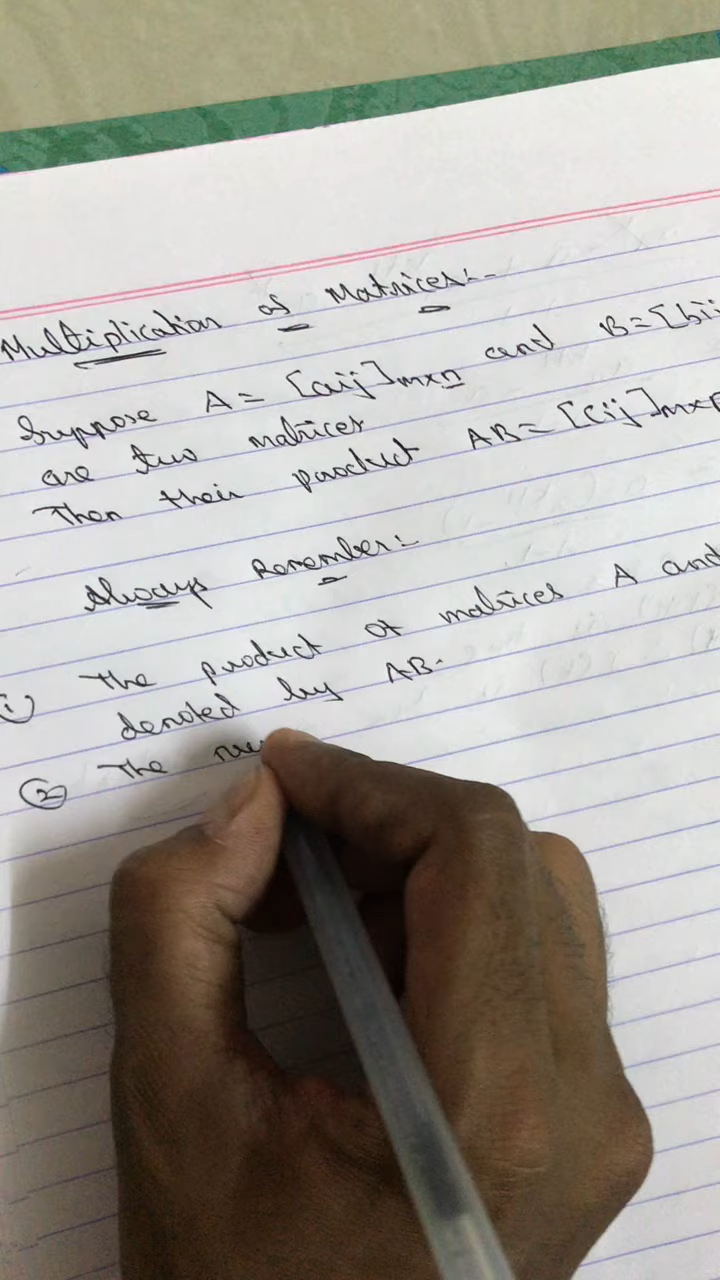 Multiplication of Matrices:-
Suppose A = [aij]m×n and B = [bij
are two matrices
Then their product AB = [Cij]m×p
Always Remember:-
(i) The product of matrices A and
denoted by AB.
(2) The